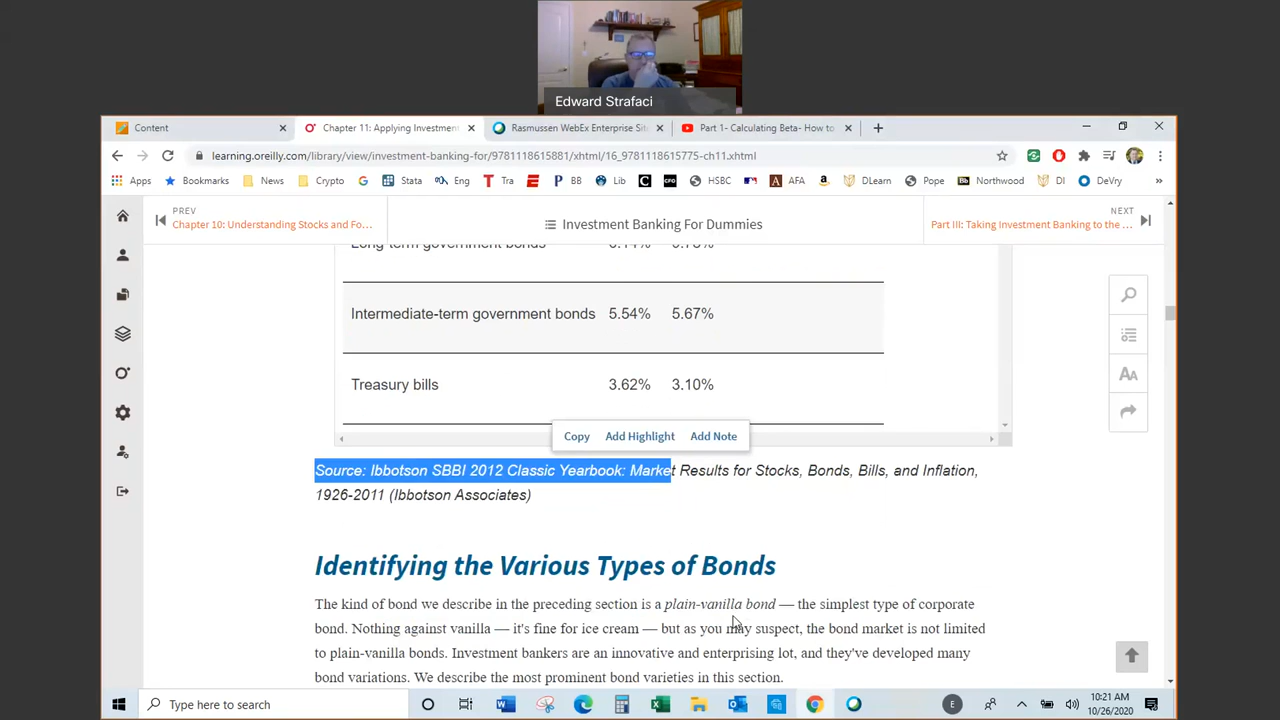 Edward Strafaci
Content
Chapter 11: Applying Investment
Rasmussen WebEx Enterprise Sit
Part 1- Calculating Beta- How to
learning.oreilly.com/library/view/investment-banking-for/9781118615881/xhtml/16_9781118615775-ch11.xhtml
Apps Bookmarks News Crypto Stata Eng Tra BB Lib HSBC AFA DLearn Pope Northwood DI DeVry »
PREV
Chapter 10: Understanding Stocks and Fo...
Investment Banking For Dummies
NEXT
Part III: Taking Investment Banking to the ...
Long-term government bonds
Intermediate-term government bonds 5.54% 5.67%
Treasury bills 3.62% 3.10%
Copy Add Highlight Add Note
Source: Ibbotson SBBI 2012 Classic Yearbook: Market Results for Stocks, Bonds, Bills, and Inflation,
1926-2011 (Ibbotson Associates)
Identifying the Various Types of Bonds
The kind of bond we describe in the preceding section is a plain-vanilla bond — the simplest type of corporate
bond. Nothing against vanilla — it's fine for ice cream — but as you may suspect, the bond market is not limited
to plain-vanilla bonds. Investment bankers are an innovative and enterprising lot, and they've developed many
bond variations. We describe the most prominent bond varieties in this section.
AA
Type here to search
E
10:21 AM
10/26/2020